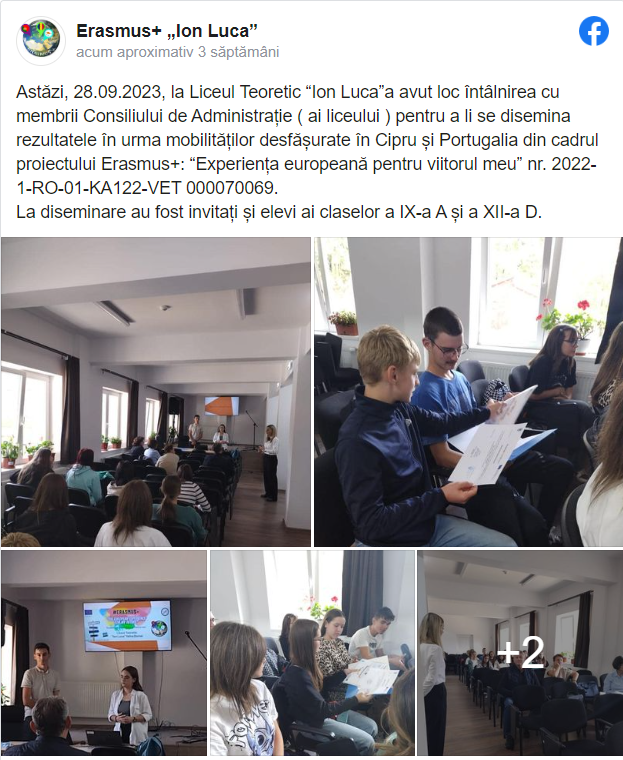 Erasmus+ „Ion Luca”
acum aproximativ 3 săptămâni
Astăzi, 28.09.2023, la Liceul Teoretic “Ion Luca”a avut loc întâlnirea cu
membrii Consiliului de Administrație ( ai liceului ) pentru a li se disemina
rezultatele în urma mobilităților desfășurate în Cipru și Portugalia din cadrul
proiectului Erasmus+: “Experiența europeană pentru viitorul meu” nr. 2022-
1-RO-01-KA122-VET 000070069.
La diseminare au fost invitați și elevi ai claselor a IX-a A și a XII-a D.
#ERASMUS+
+2